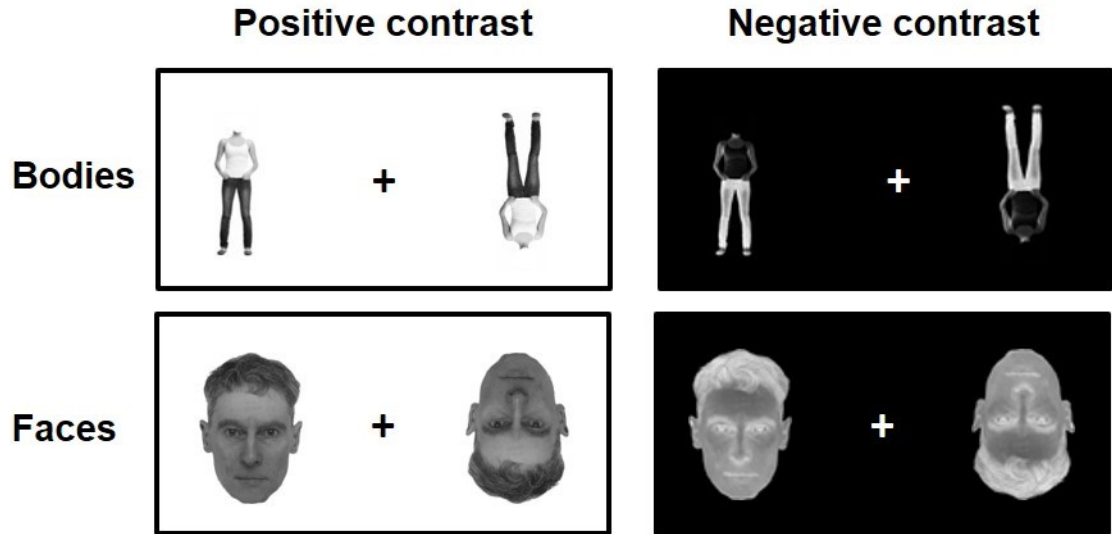 Positive contrast Negative contrast
Bodies + +
Faces + +